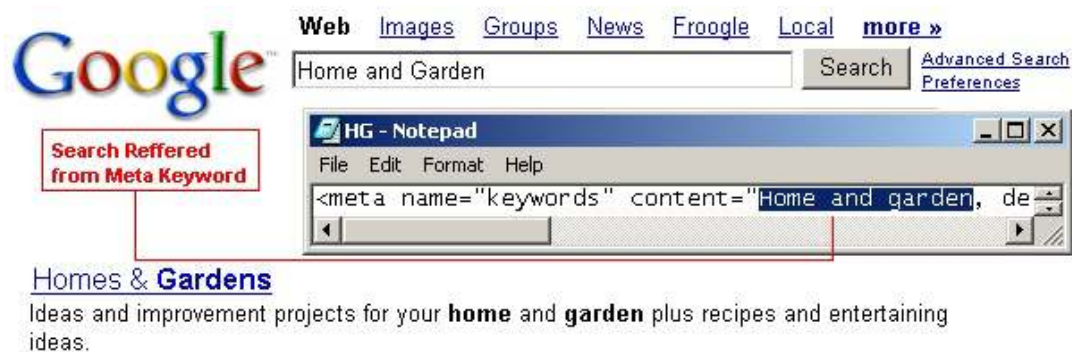 Google™
Web Images Groups News Froogle Local more »
Home and Garden
Search
Advanced Search
Preferences
Search Reffered
from Meta Keyword
HG - Notepad
File Edit Format Help
<meta name="keywords" content="Home and garden, de
Homes & Gardens
Ideas and improvement projects for your home and garden plus recipes and entertaining
ideas.